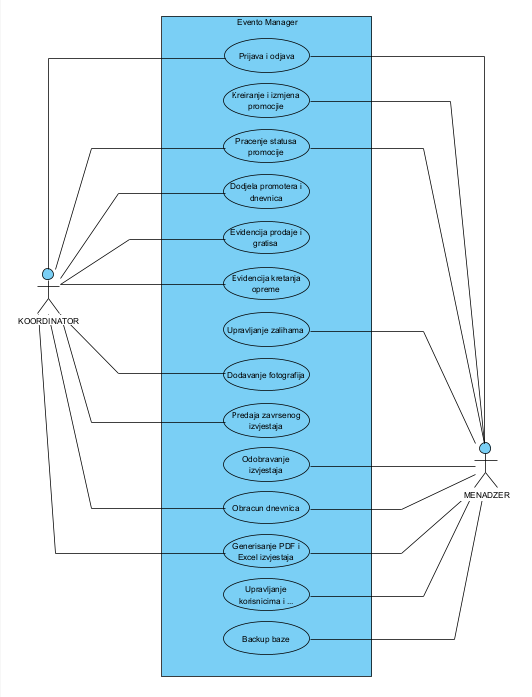 Evento Manager
Prijava i odjava
Kreiranje i izmjena
promocije
Pracenje statusa
promocije
Dodjela promotera i
dnevnica
Evidencija prodaje i
gratisa
Evidencija kretanja
opreme
KOORDINATOR
Upravljanje zalihama
Dodavanje fotografija
Predaja zavrsenog
izvjestaja
Odobravanje
izvjestaja
MENADZER
Obracun dnevnica
Generisanje PDF i
Excel izvjestaja
Upravljanje
korisnicima i ...
Backup baze